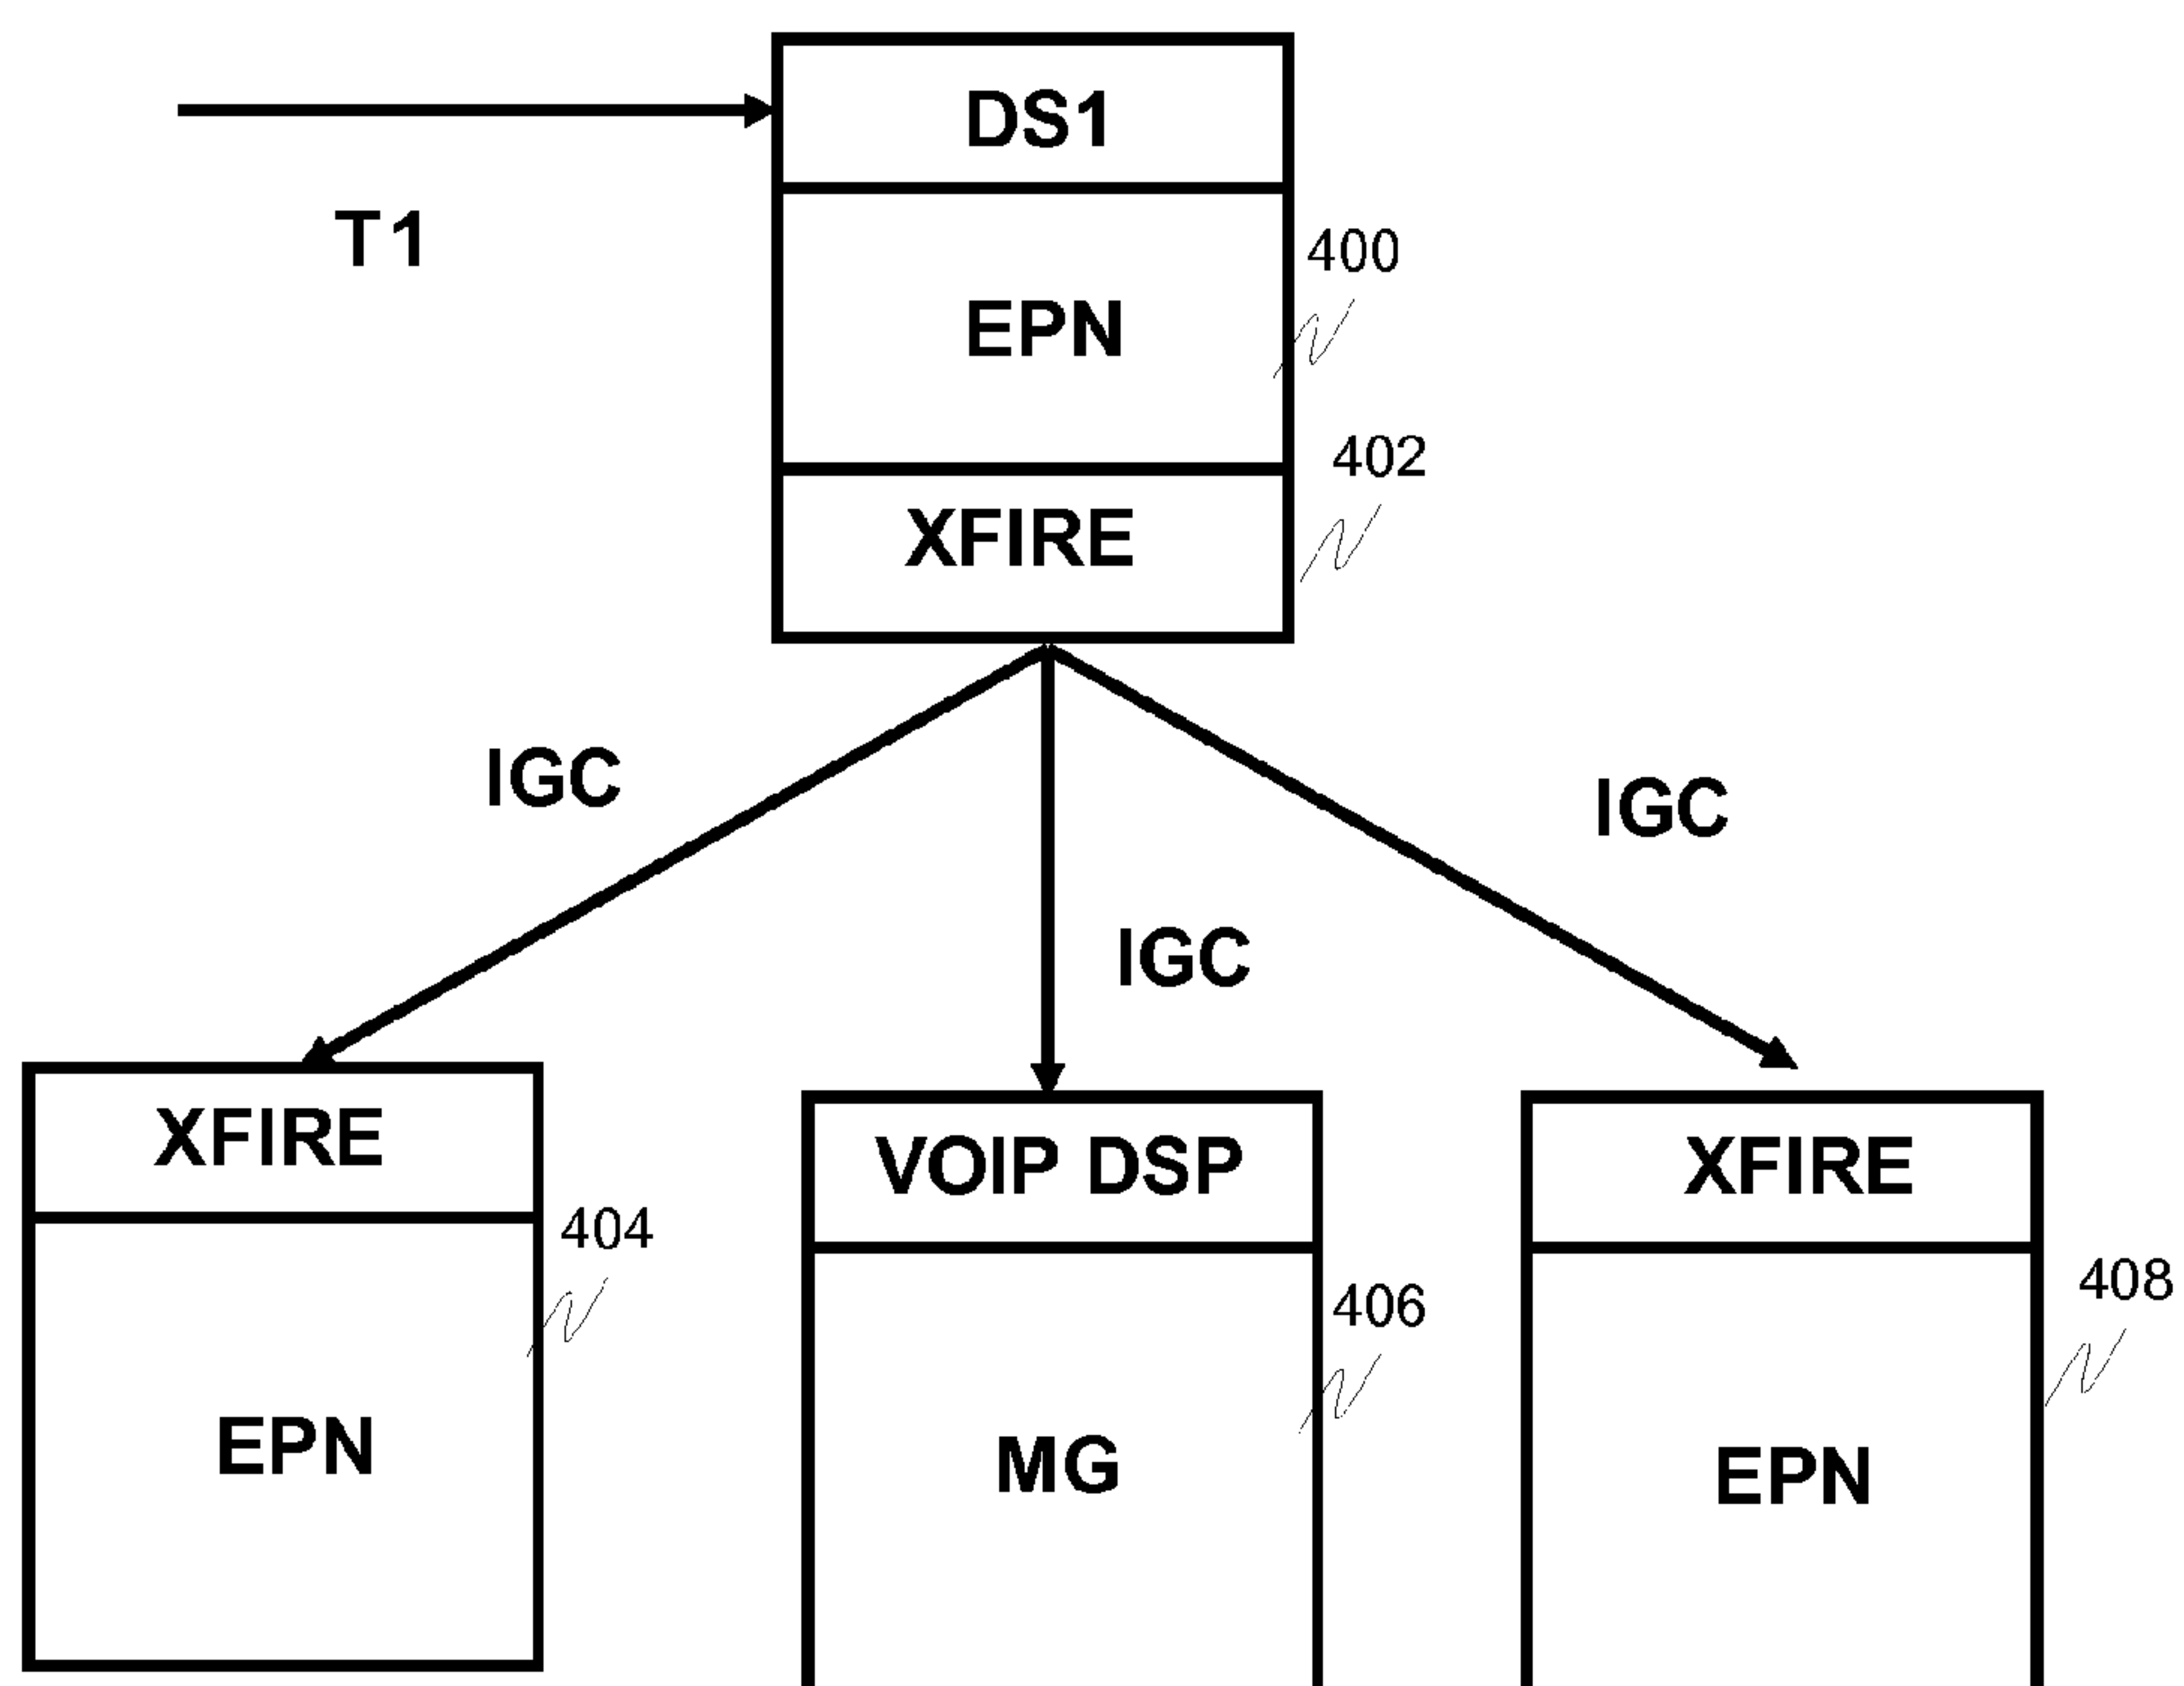 DS1
T1
400
EPN
402
XFIRE
IGC
IGC
IGC
XFIRE
VOIP DSP
XFIRE
404
406
408
EPN
MG
EPN